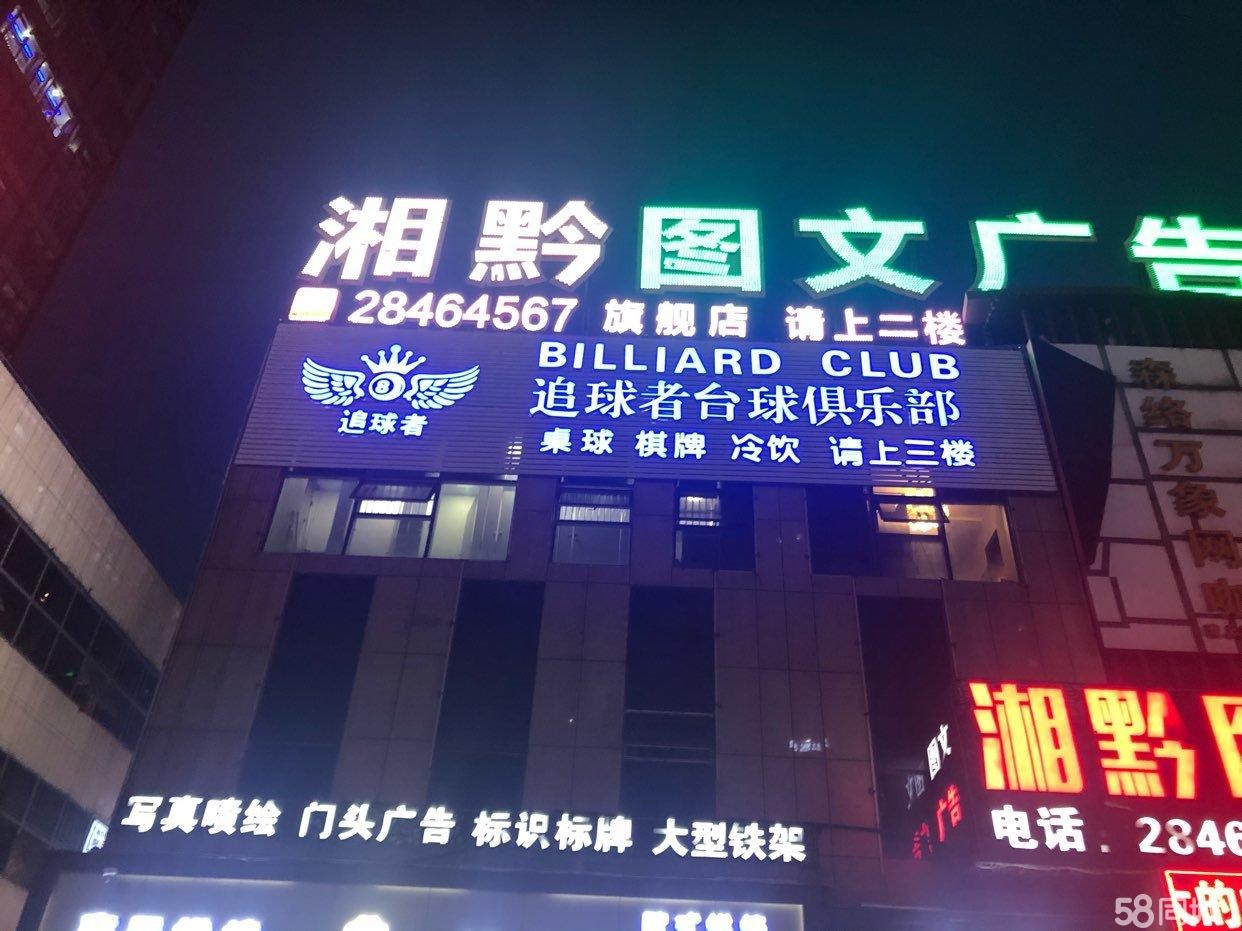 湘黔图文广告
28464567 旗舰店 请上二楼
BILLIARD CLUB
8
追球者
追球者台球俱乐部
桌球 棋牌 冷饮 请上三楼
森络万象网咖
湘黔
图文
广告
电话
2846
写真喷绘 门头广告 标识标牌 大型铁架
的
58同城